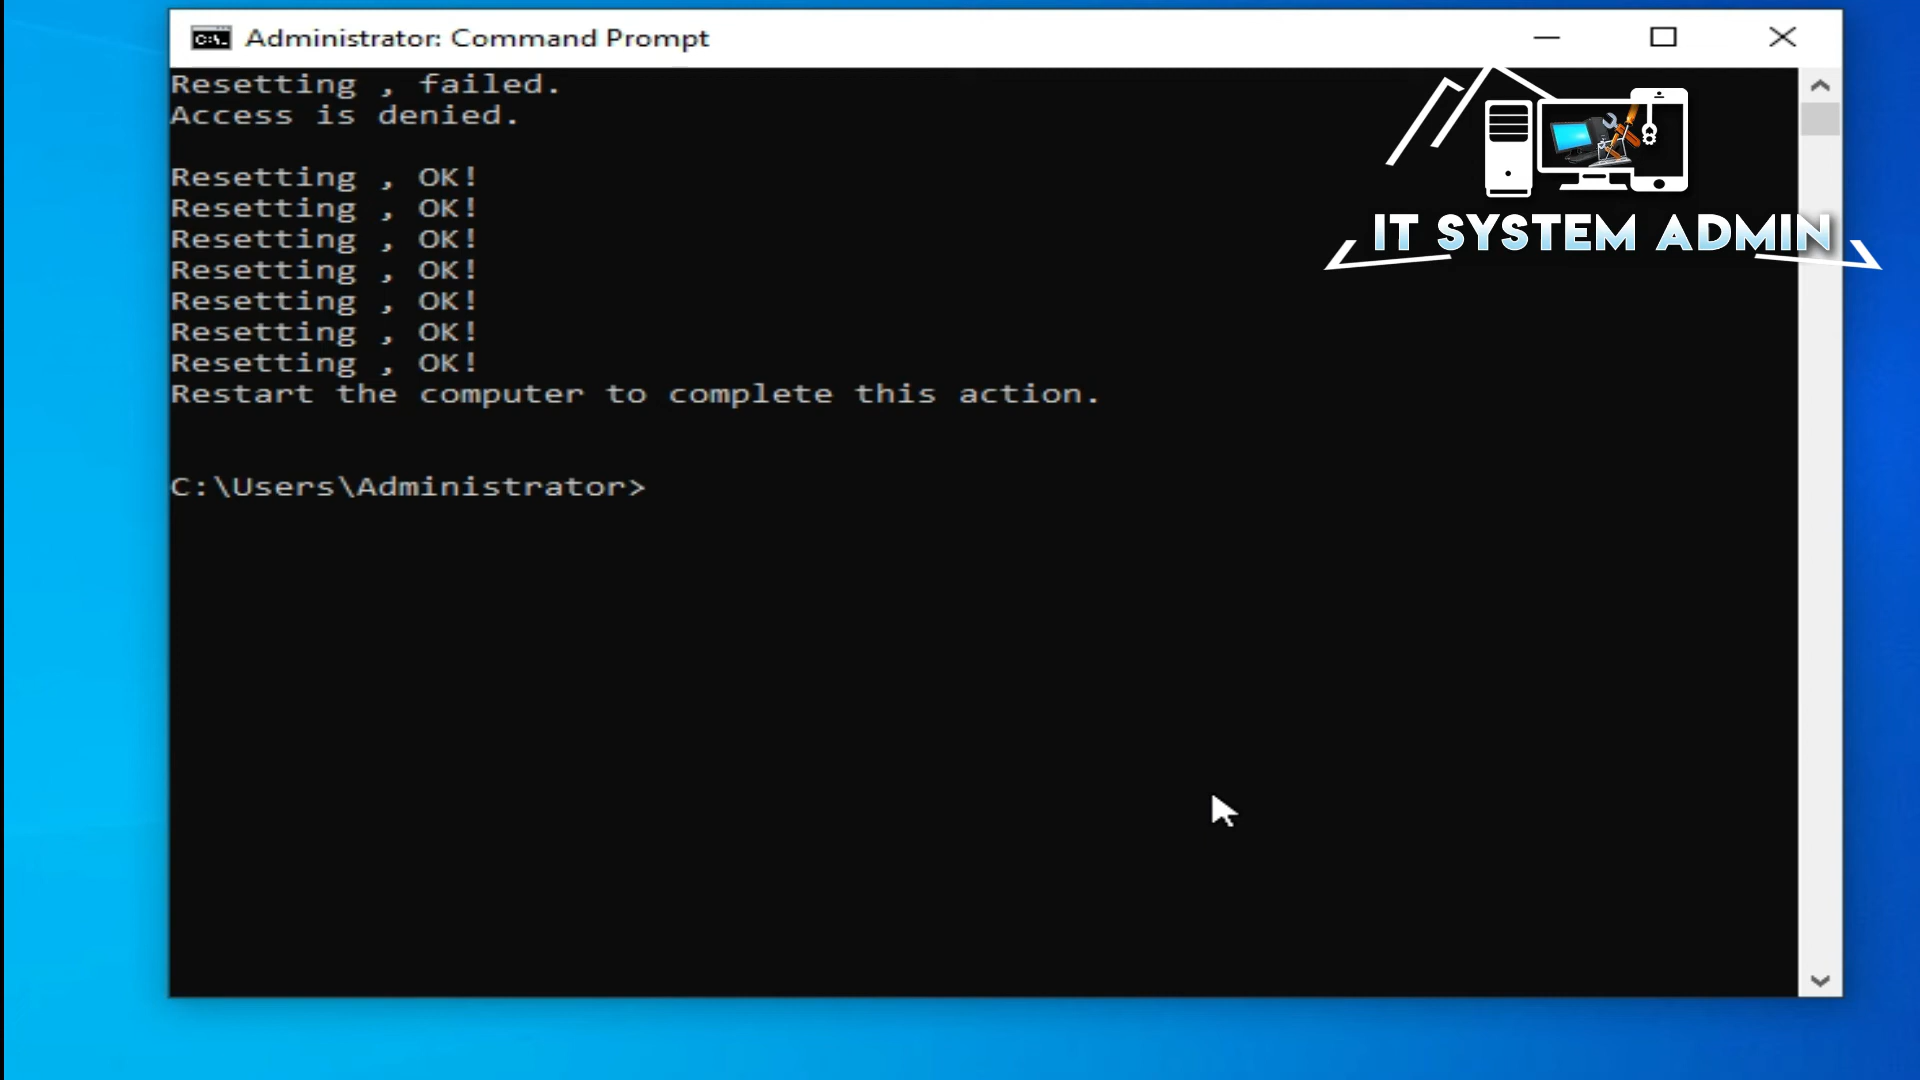 Administrator: Command Prompt
Resetting , failed.
Access is denied.
Resetting , OK!
Resetting , OK!
Resetting , OK!
Resetting , OK!
Resetting , OK!
Resetting , OK!
Resetting , OK!
Restart the computer to complete this action.
C:\Users\Administrator>
IT SYSTEM ADMIN